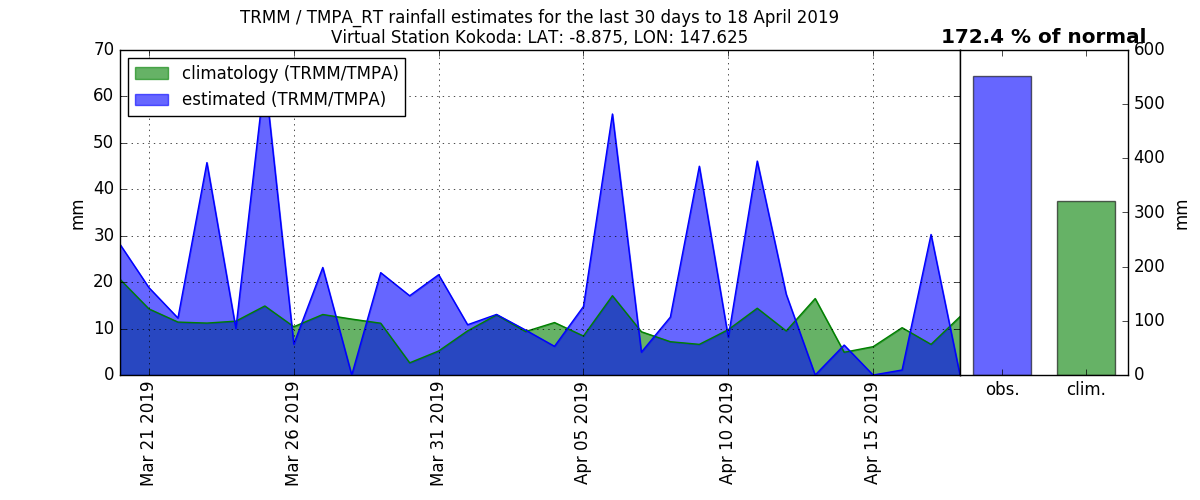 TRMM / TMPA_RT rainfall estimates for the last 30 days to 18 April 2019
Virtual Station Kokoda: LAT: -8.875, LON: 147.625
172.4 % of normal
climatology (TRMM/TMPA)
estimated (TRMM/TMPA)
70
60
50
40
30
20
10
0
mm
Mar 21 2019
Mar 26 2019
Mar 31 2019
Apr 05 2019
Apr 10 2019
Apr 15 2019
obs.
clim.
600
500
400
300
200
100
0
mm